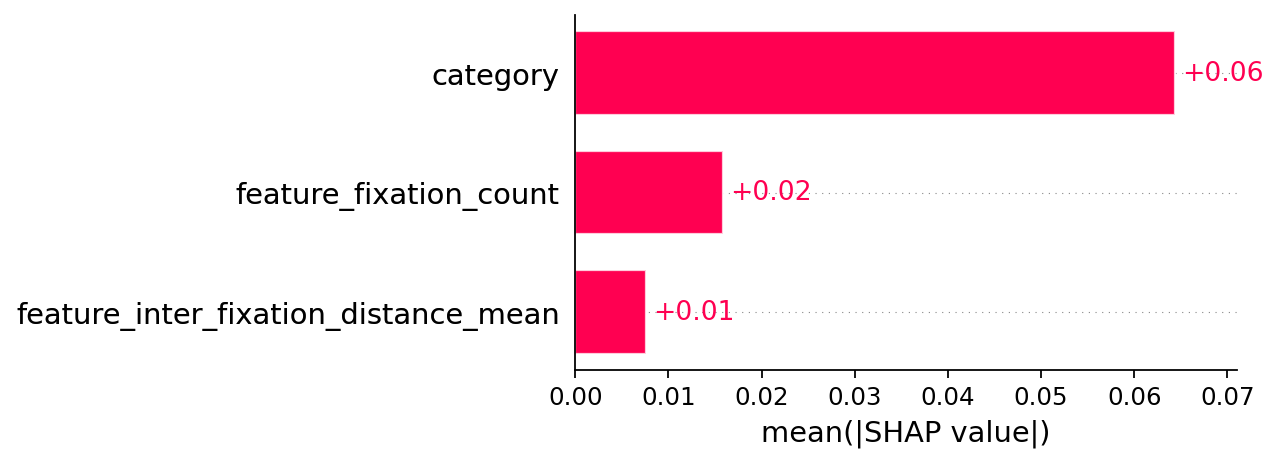 category
+0.06
feature_fixation_count
+0.02
feature_inter_fixation_distance_mean
+0.01
0.00 0.01 0.02 0.03 0.04 0.05 0.06 0.07
mean(|SHAP value|)